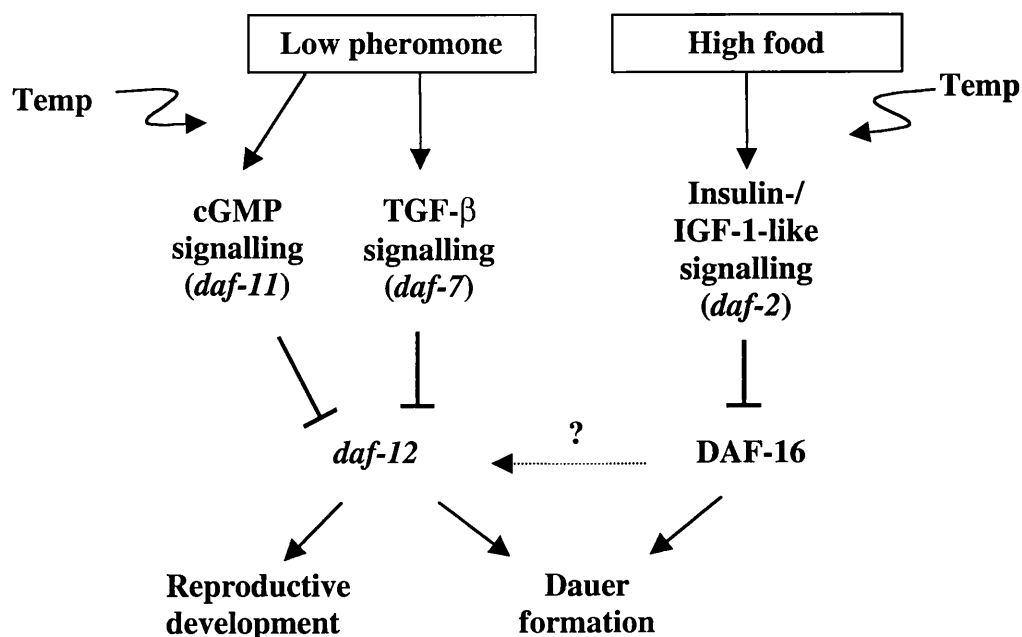 Low pheromone
High food
Temp
Temp
cGMP
signalling
(daf-11)
TGF-β
signalling
(daf-7)
Insulin-/
IGF-1-like
signalling
(daf-2)
?
daf-12
DAF-16
Reproductive
development
Dauer
formation